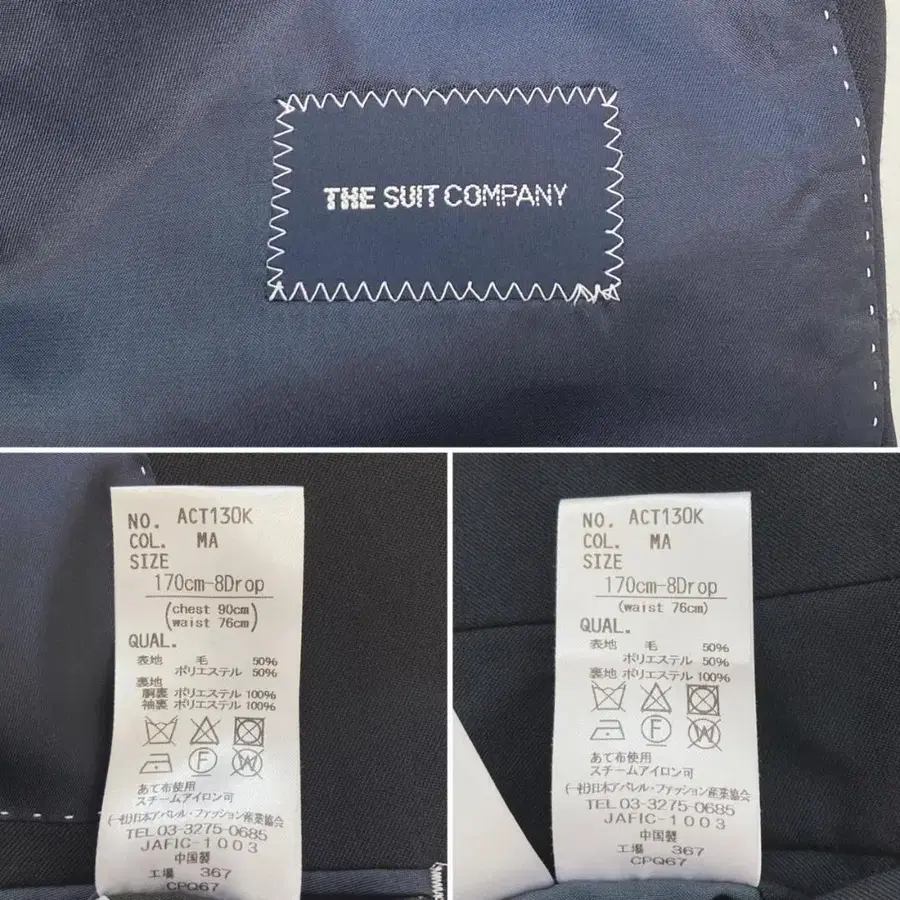 THE SUIT COMPANY
NO. ACT130K
COL. MA
SIZE
170cm-8Drop
(chest 90cm
waist 76cm)
QUAL.
表地 毛 50%
ポリエステル 50%
裏地
胴裏 ポリエステル 100%
袖裏 ポリエステル 100%
F
W
あて布使用
スチームアイロン可
(一社)日本アパレル・ファッション産業協会
TEL 03-3275-0685
JAFIC-1003
中国製
工場 367
CPQ67
NO. ACT130K
COL. MA
SIZE
170cm-8Drop
(waist 76cm)
QUAL.
表地 毛 50%
ポリエステル 50%
裏地 ポリエステル 100%
F
W
あて布使用
スチームアイロン可
(一社)日本アパレル・ファッション産業協会
TEL 03-3275-0685
JAFIC-1003
中国製
工場 367
CPQ67